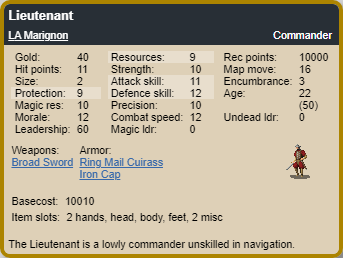 Lieutenant
LA Marignon Commander
Gold: 40 Resources: 9 Rec points: 10000
Hit points: 11 Strength: 10 Map move: 16
Size: 2 Attack skill: 11 Encumbrance: 3
Protection: 9 Defence skill: 12 Age: 22
Magic res: 10 Precision: 10 (50)
Morale: 12 Combat speed: 12 Undead ldr: 0
Leadership: 60 Magic ldr: 0
Weapons: Armor:
Broad Sword Ring Mail Cuirass
Iron Cap
Basecost: 10010
Item slots: 2 hands, head, body, feet, 2 misc
The Lieutenant is a lowly commander unskilled in navigation.